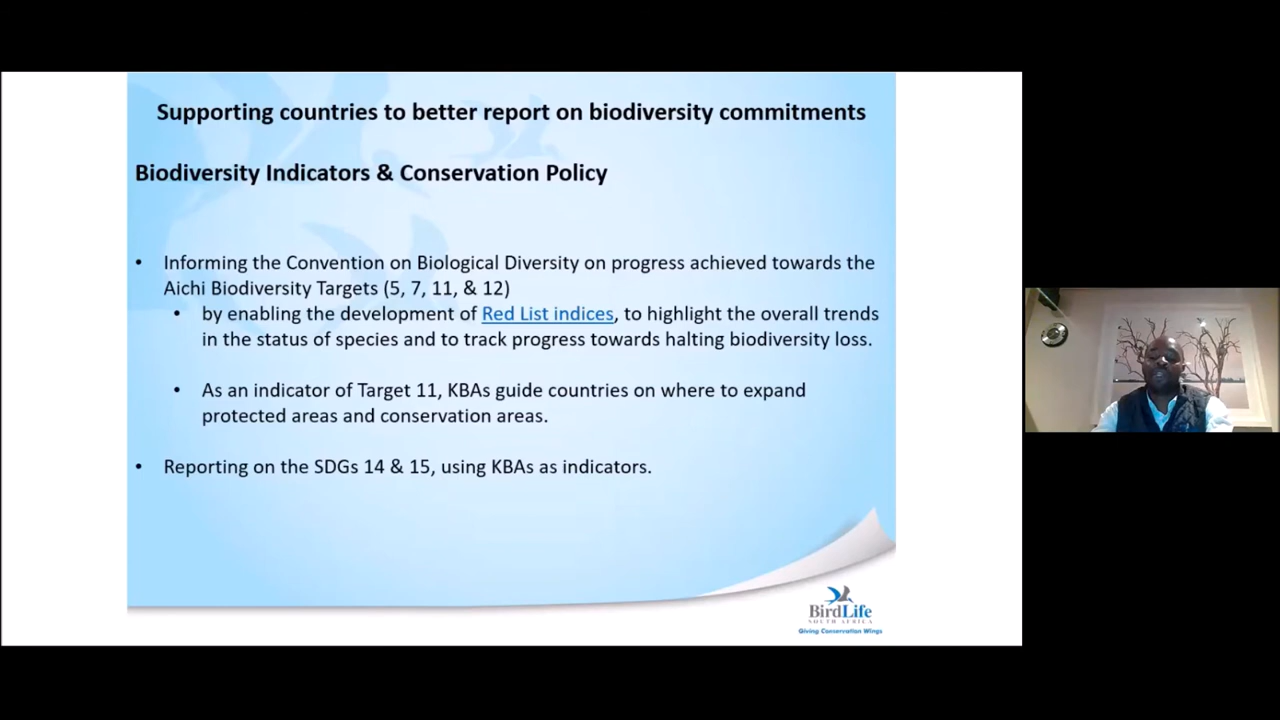 Supporting countries to better report on biodiversity commitments
Biodiversity Indicators & Conservation Policy
• Informing the Convention on Biological Diversity on progress achieved towards the
Aichi Biodiversity Targets (5, 7, 11, & 12)
• by enabling the development of Red List indices, to highlight the overall trends
in the status of species and to track progress towards halting biodiversity loss.
• As an indicator of Target 11, KBAs guide countries on where to expand
protected areas and conservation areas.
• Reporting on the SDGs 14 & 15, using KBAs as indicators.
BirdLife
SOUTH AFRICA
Giving Conservation Wings